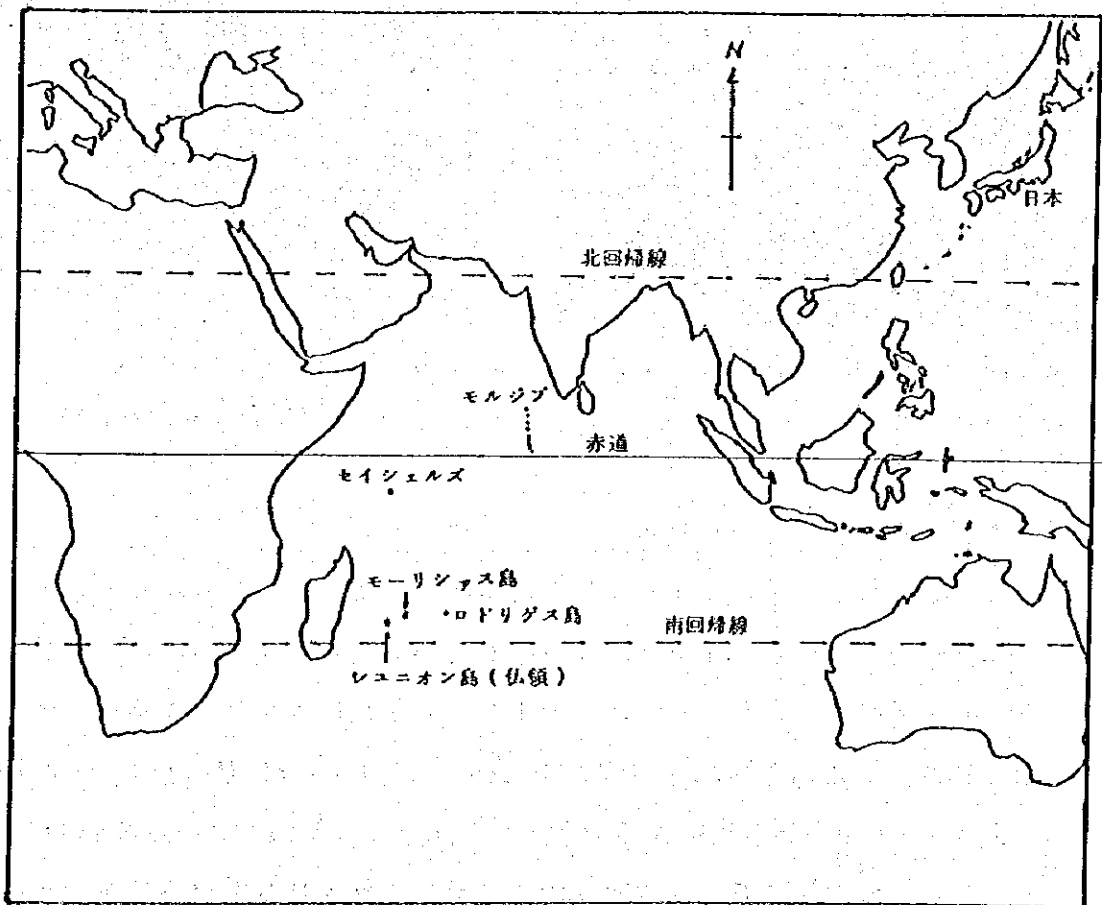 N
日本
北回帰線
モルジブ
赤道
セイシェルズ
モーリシァス島
・ロドリゲス島
南回帰線
レユニオン島(仏領)